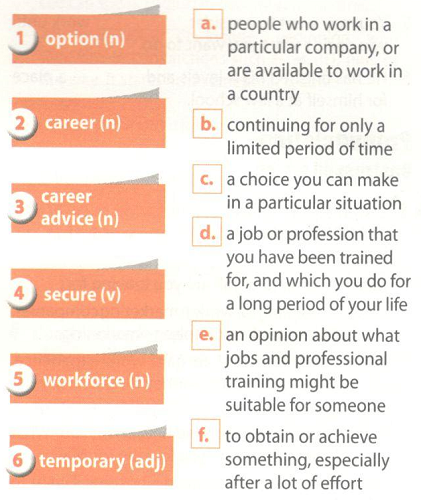 1 option (n)
2 career (n)
3 career
advice (n)
4 secure (v)
5 workforce (n)
6 temporary (adj)
a. people who work in a
particular company, or
are available to work in
a country
b. continuing for only a
limited period of time
c. a choice you can make
in a particular situation
d. a job or profession that
you have been trained
for, and which you do for
a long period of your life
e. an opinion about what
jobs and professional
training might be
suitable for someone
f. to obtain or achieve
something, especially
after a lot of effort